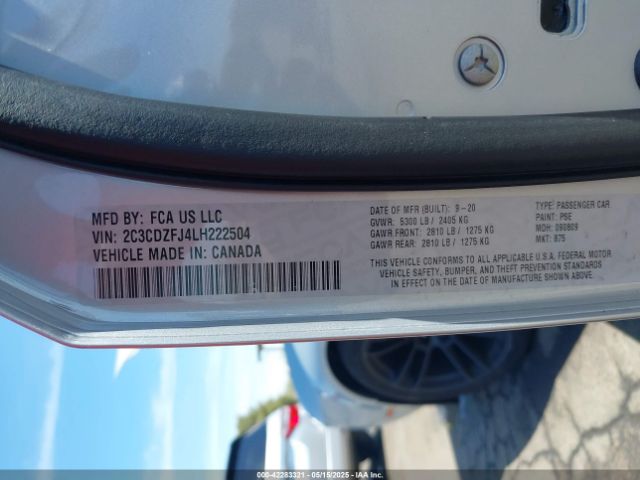 MFD BY: FCA US LLC
VIN: 2C3CDZFJ4LH222504
VEHICLE MADE IN: CANADA
DATE OF MFR (BUILT): 9-20
GVWR: 5300 LB / 2405 KG
GAWR FRONT: 2810 LB / 1275 KG
GAWR REAR: 2810 LB / 1275 KG
TYPE: PASSENGER CAR
PAINT: PSE
MDH: 090809
MKT: 875
THIS VEHICLE CONFORMS TO ALL APPLICABLE U.S.A. FEDERAL MOTOR
VEHICLE SAFETY, BUMPER, AND THEFT PREVENTION STANDARDS
IN EFFECT ON THE DATE OF MANUFACTURE SHOWN ABOVE.
000-42283321 - 05/15/2025 - IAA Inc.